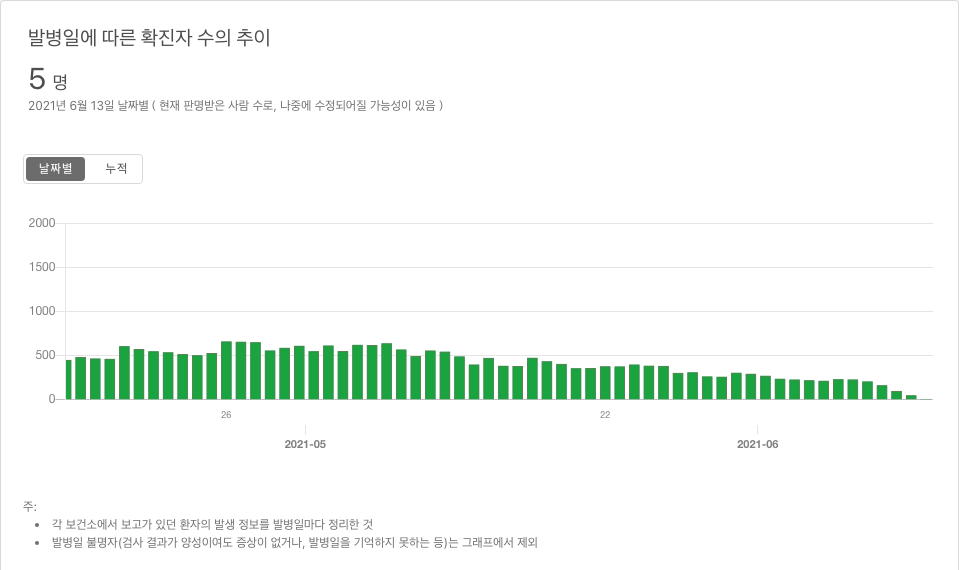 발병일에 따른 확진자 수의 추이
5 명
2021년 6월 13일 날짜별 ( 현재 판명받은 사람 수로, 나중에 수정되어질 가능성이 있음 )
날짜별 누적
2000
1500
1000
500
0
26 22
2021-05 2021-06
주:
• 각 보건소에서 보고가 있던 환자의 발생 정보를 발병일마다 정리한 것
• 발병일 불명자(검사 결과가 양성이여도 증상이 없거나, 발병일을 기억하지 못하는 등)는 그래프에서 제외